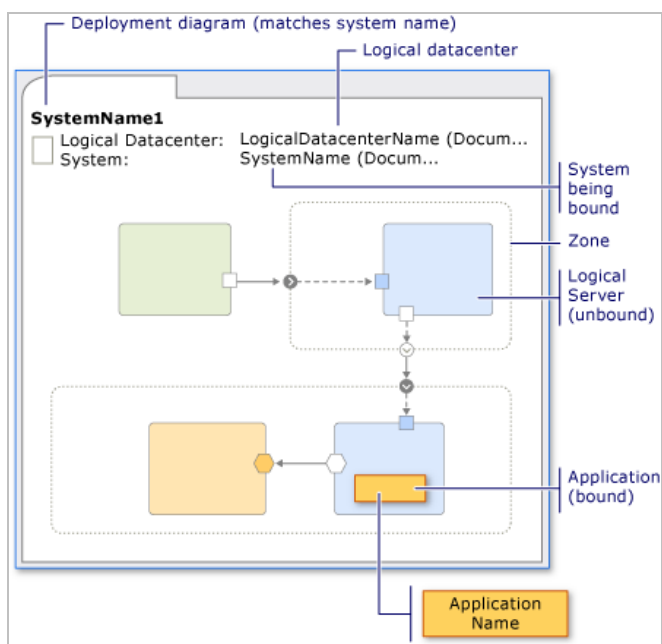 Deployment diagram (matches system name)
Logical datacenter
SystemName1
Logical Datacenter: LogicalDatacenterName (Docum...
System: SystemName (Docum...
System
being
bound
Zone
Logical
Server
(unbound)
Application
(bound)
Application
Name